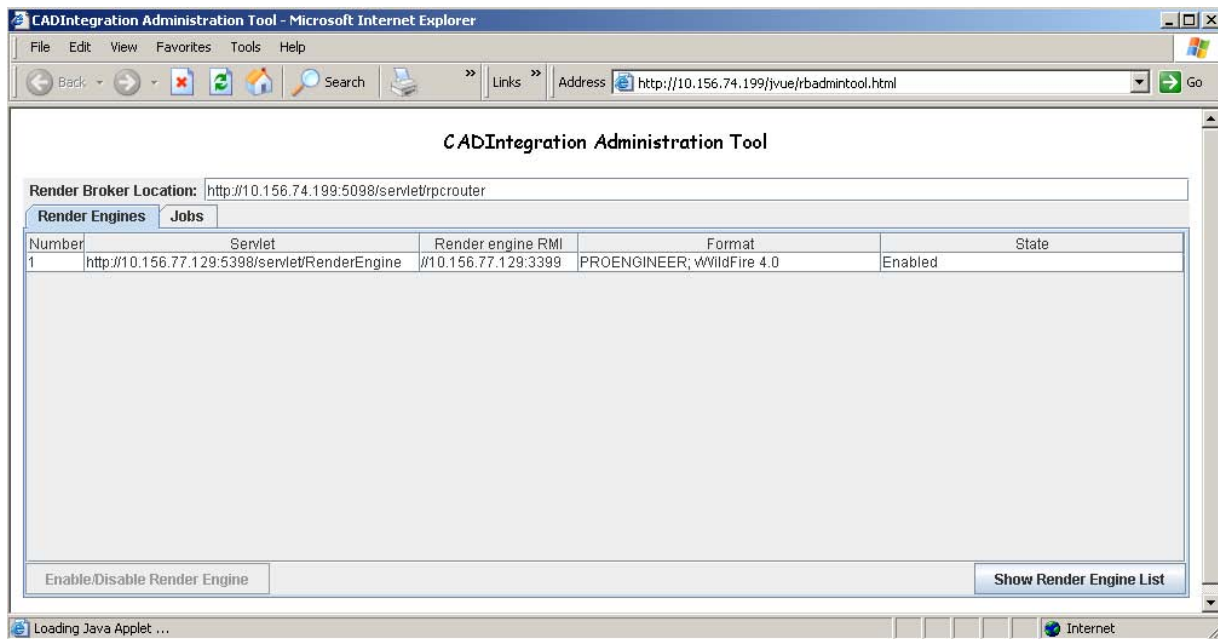 CADIntegration Administration Tool - Microsoft Internet Explorer
File Edit View Favorites Tools Help
Back Search » Links » Address http://10.156.74.199/jvue/rbadmintool.html Go
CADIntegration Administration Tool
Render Broker Location: http://10.156.74.199:5098/servlet/rpcrouter
Render Engines Jobs
Number Servlet Render engine RMI Format State
1 http://10.156.77.129:5398/servlet/RenderEngine //10.156.77.129:3399 PROENGINEER; WildFire 4.0 Enabled
Enable/Disable Render Engine Show Render Engine List
Loading Java Applet ... Internet